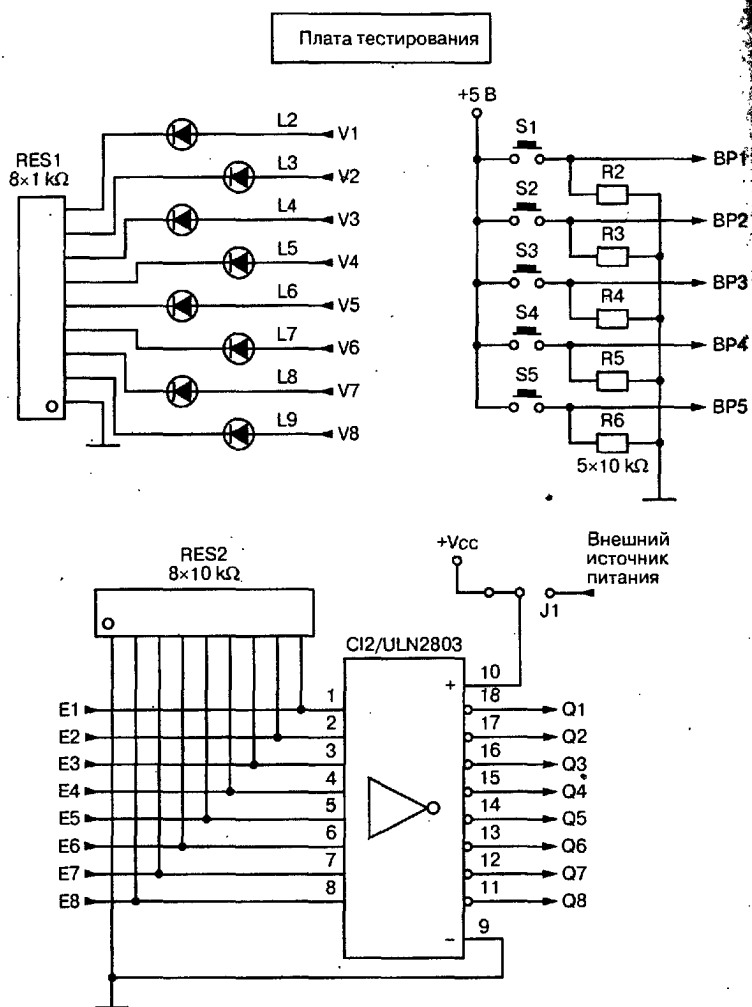 Плата тестирования
RES1
8×1 kΩ
L2
V1
L3
V2
L4
V3
L5
V4
L6
V5
L7
V6
L8
V7
L9
V8
+5 В
S1
BP1
R2
S2
BP2
R3
S3
BP3
R4
S4
BP4
R5
S5
BP5
R6
5×10 kΩ
RES2
8×10 kΩ
+Vcc
Внешний
источник
питания
J1
CI2/ULN2803
+
10
E1
1
18
Q1
E2
2
17
Q2
E3
3
16
Q3
E4
4
15
Q4
E5
5
14
Q5
E6
6
13
Q6
E7
7
12
Q7
E8
8
11
Q8
–
9